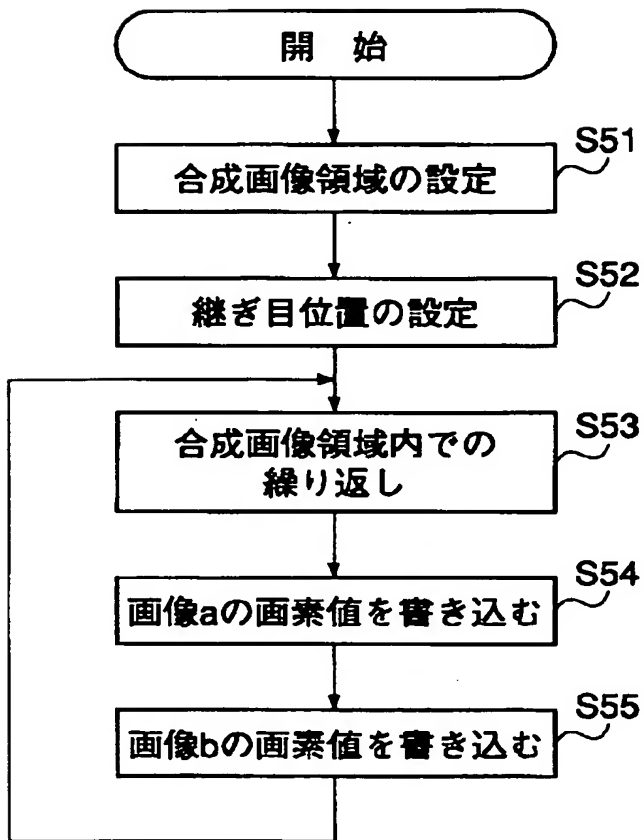 開 始
S51
合成画像領域の設定
S52
継ぎ目位置の設定
S53
合成画像領域内での
繰り返し
S54
画像aの画素値を書き込む
S55
画像bの画素値を書き込む